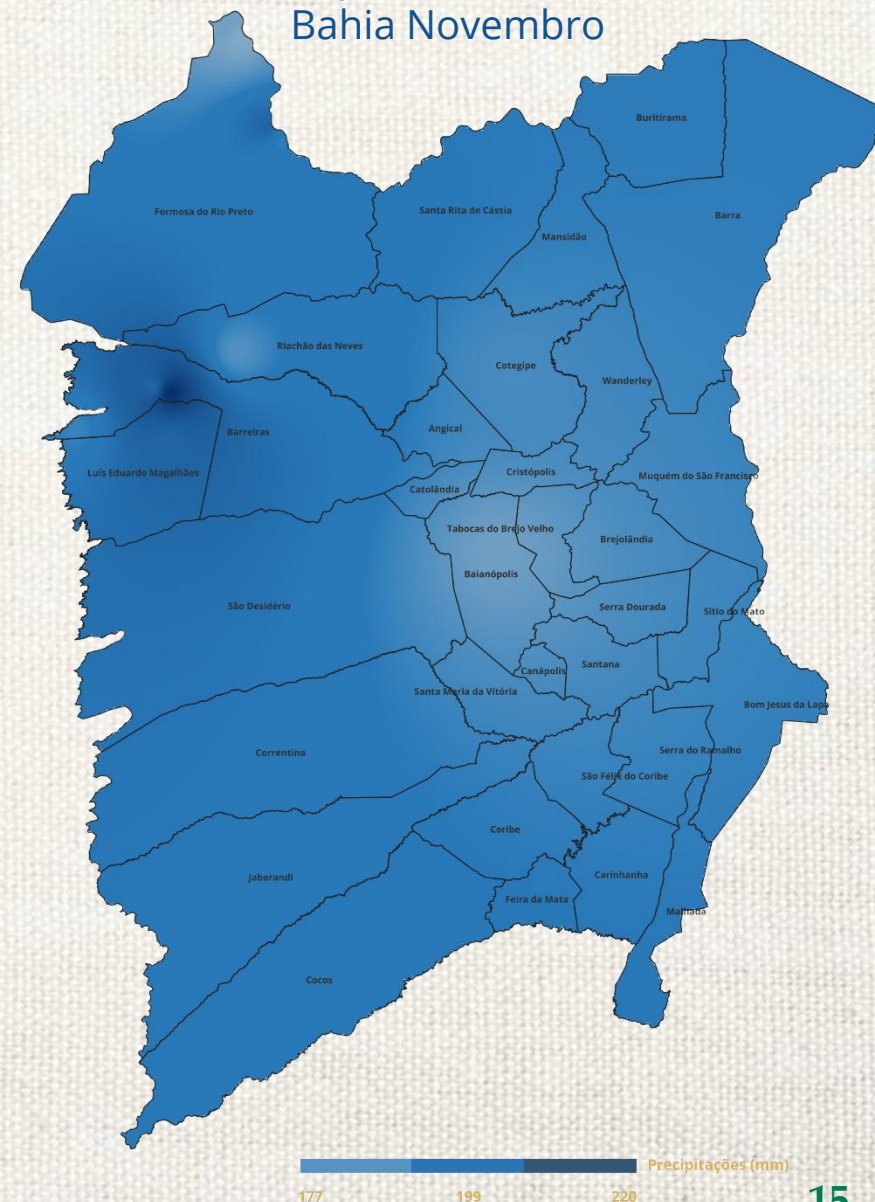 Bahia Novembro
Buritirama
Formosa do Rio Preto
Santa Rita de Cássia
Barra
Mansidão
Riachão das Neves
Cotegipe
Wanderley
Angical
Barreiras
Luís Eduardo Magalhães
Cristópolis
Muquém do São Francisco
Catolândia
Tabocas do Brejo Velho
Brejolândia
Baianópolis
São Desidério
Serra Dourada
Sítio do Mato
Santana
Canápolis
Santa Maria da Vitória
Bom Jesus da Lapa
Correntina
Serra do Ramalho
São Félix do Coribe
Coribe
Jaborandi
Carinhanha
Feira da Mata
Malhada
Cocos
Precipitações (mm)
177 199 220
15